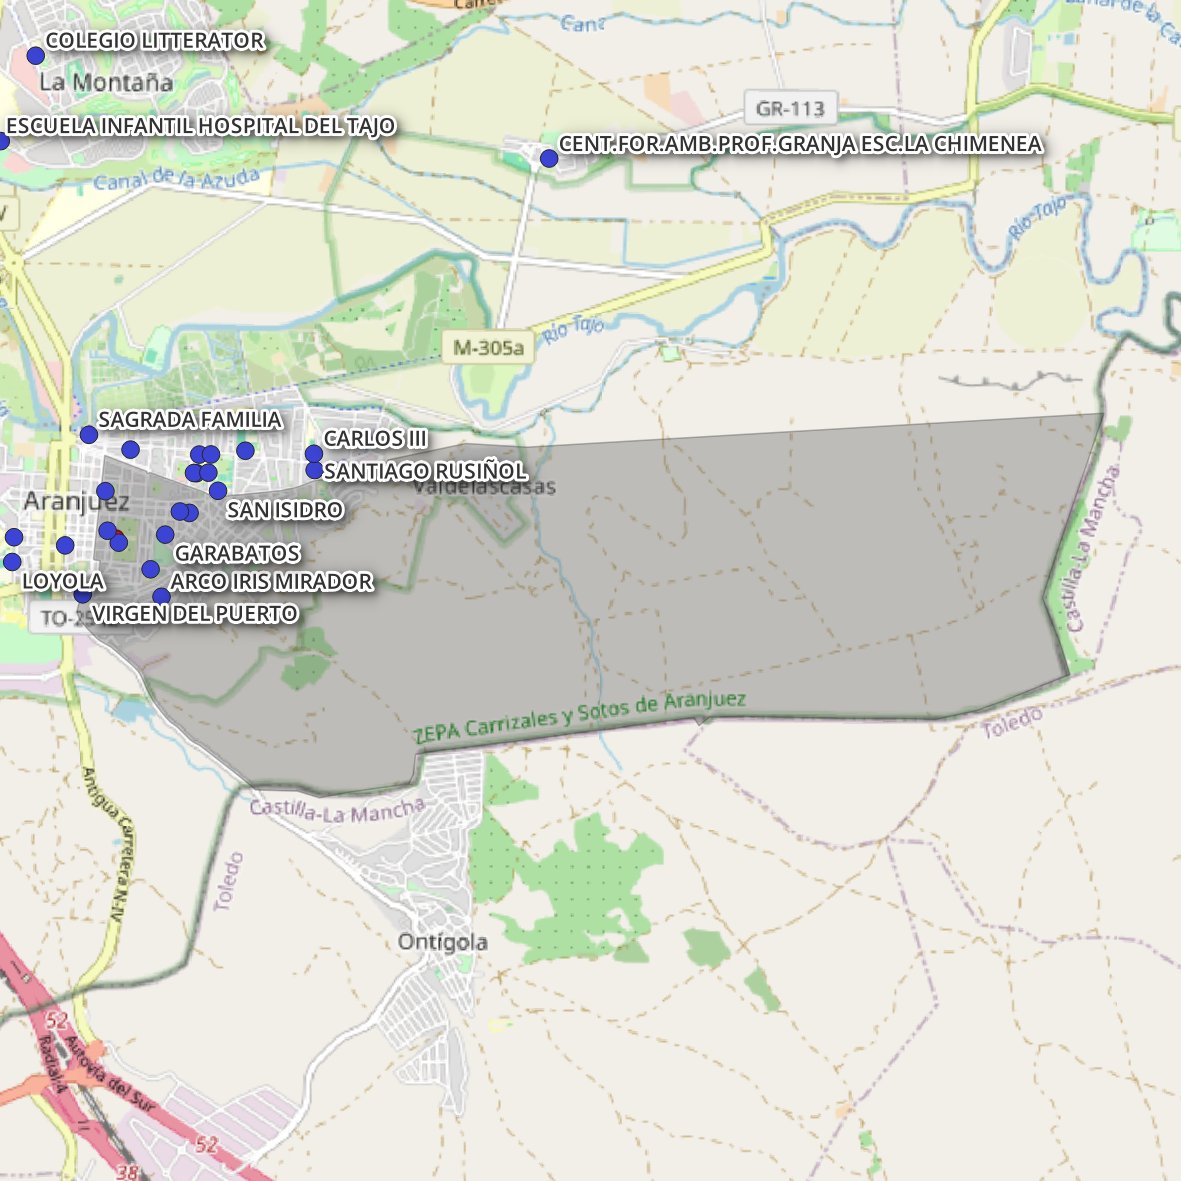 COLEGIO LITTERATOR
La Montaña
GR-113
ESCUELA INFANTIL HOSPITAL DEL TAJO
CENT.FOR.AMB.PROF.GRANJA ESC.LA CHIMENEA
Canal de la Azuda
Río Tajo
Río Tajo
M-305a
SAGRADA FAMILIA
CARLOS III
SANTIAGO RUSIÑOL
Valdelascasas
Aranjuez
SAN ISIDRO
GARABATOS
LOYOLA
ARCO IRIS MIRADOR
VIRGEN DEL PUERTO
Castilla-La Mancha
ZEPA Carrizales y Sotos de Aranjuez
Toledo
Castilla-La Mancha
Antigua Carretera N-IV
Toledo
Ontígola
52
Radial 4
Autovía del Sur
52
38